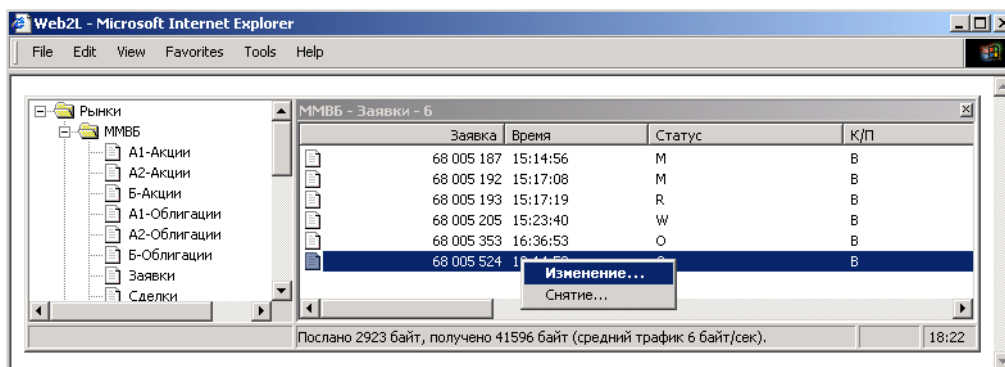 Web2L - Microsoft Internet Explorer
File Edit View Favorites Tools Help
Рынки
ММВБ
А1-Акции
А2-Акции
Б-Акции
А1-Облигации
А2-Облигации
Б-Облигации
Заявки
Сделки
ММВБ - Заявки - 6
Заявка Время Статус К/П
68 005 187 15:14:56 M B
68 005 192 15:17:08 M B
68 005 193 15:17:19 R B
68 005 205 15:23:40 W B
68 005 353 16:36:53 O B
68 005 524 B
Изменение...
Снятие...
Послано 2923 байт, получено 41596 байт (средний трафик 6 байт/сек). 18:22